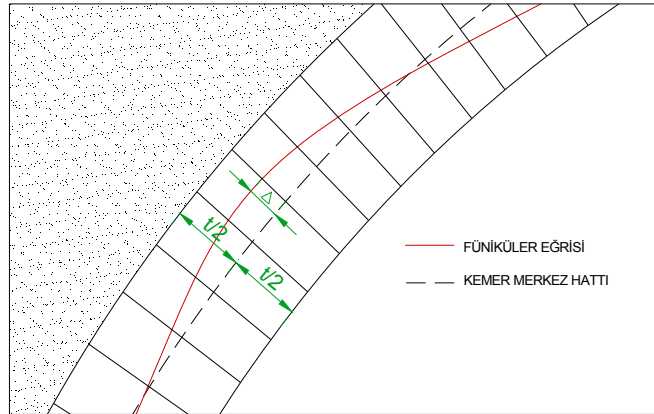 Δ
t/2
t/2
FÜNİKÜLER EĞRİSİ
KEMER MERKEZ HATTI